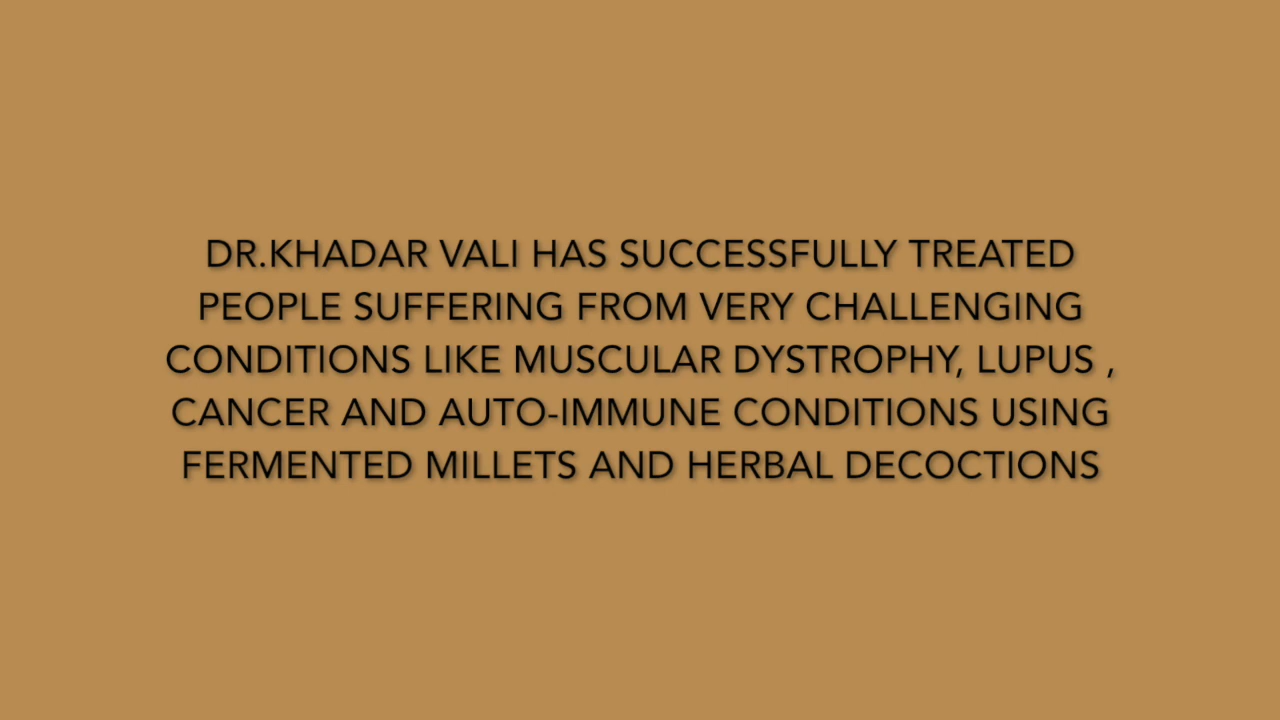 DR.KHADAR VALI HAS SUCCESSFULLY TREATED
PEOPLE SUFFERING FROM VERY CHALLENGING
CONDITIONS LIKE MUSCULAR DYSTROPHY, LUPUS ,
CANCER AND AUTO-IMMUNE CONDITIONS USING
FERMENTED MILLETS AND HERBAL DECOCTIONS